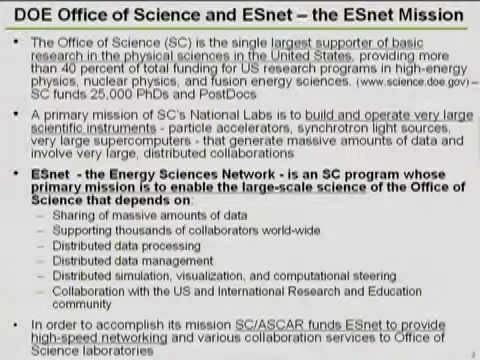 DOE Office of Science and ESnet – the ESnet Mission
• The Office of Science (SC) is the single largest supporter of basic
research in the physical sciences in the United States, providing more
than 40 percent of total funding for US research programs in high-energy
physics, nuclear physics, and fusion energy sciences. (www.science.doe.gov) –
SC funds 25,000 PhDs and PostDocs
• A primary mission of SC's National Labs is to build and operate very large
scientific instruments - particle accelerators, synchrotron light sources,
very large supercomputers - that generate massive amounts of data and
involve very large, distributed collaborations
• ESnet - the Energy Sciences Network - is an SC program whose
primary mission is to enable the large-scale science of the Office of
Science that depends on:
– Sharing of massive amounts of data
– Supporting thousands of collaborators world-wide
– Distributed data processing
– Distributed data management
– Distributed simulation, visualization, and computational steering
– Collaboration with the US and International Research and Education
community
• In order to accomplish its mission SC/ASCAR funds ESnet to provide
high-speed networking and various collaboration services to Office of
Science laboratories